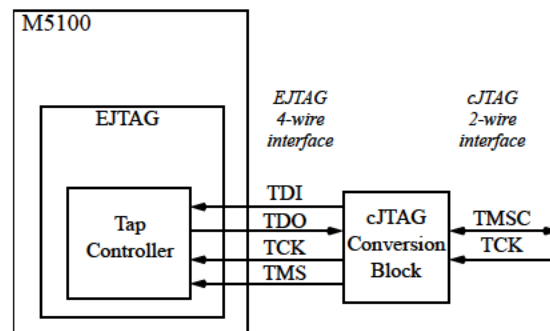 M5100
EJTAG
Tap
Controller
EJTAG
4-wire
interface
cJTAG
2-wire
interface
TDI
TDO
TCK
TMS
cJTAG
Conversion
Block
TMSC
TCK